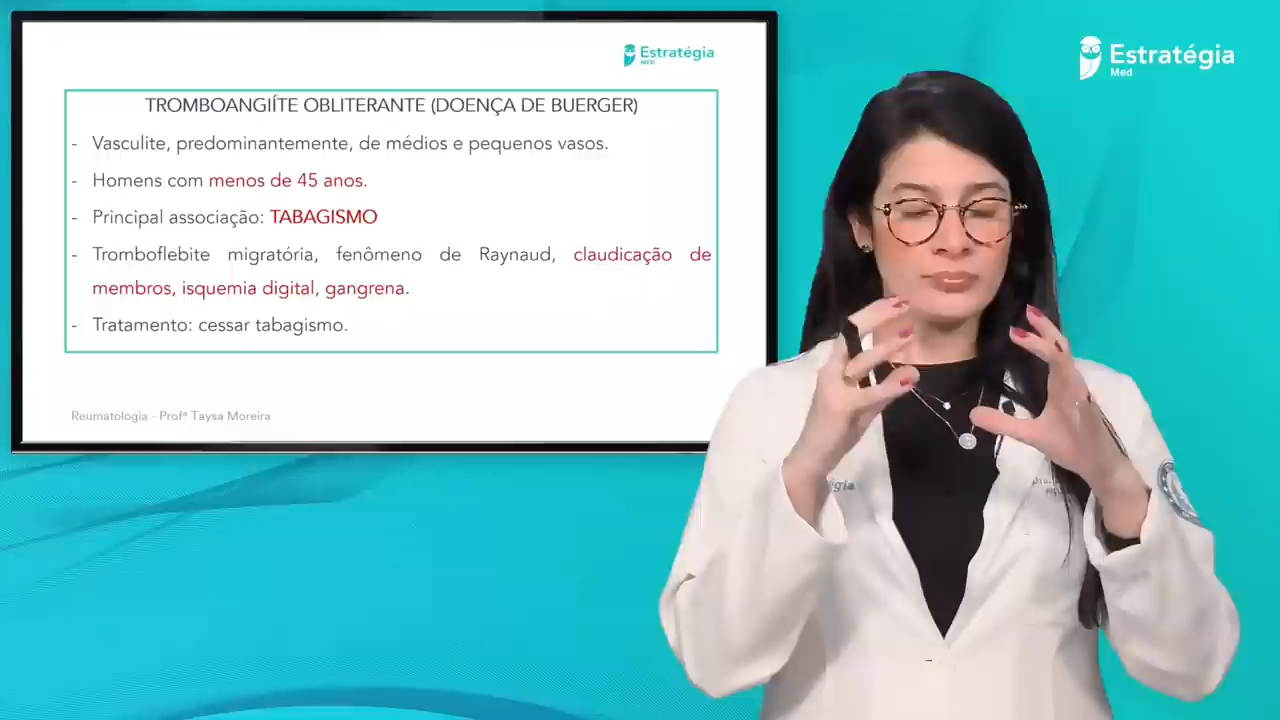 Estratégia
MED
TROMBOANGIÍTE OBLITERANTE (DOENÇA DE BUERGER)
- Vasculite, predominantemente, de médios e pequenos vasos.
- Homens com menos de 45 anos.
- Principal associação: TABAGISMO
- Tromboflebite migratória, fenômeno de Raynaud, claudicação de
membros, isquemia digital, gangrena.
- Tratamento: cessar tabagismo.
Reumatologia - Profª Taysa Moreira
Estratégia
Med